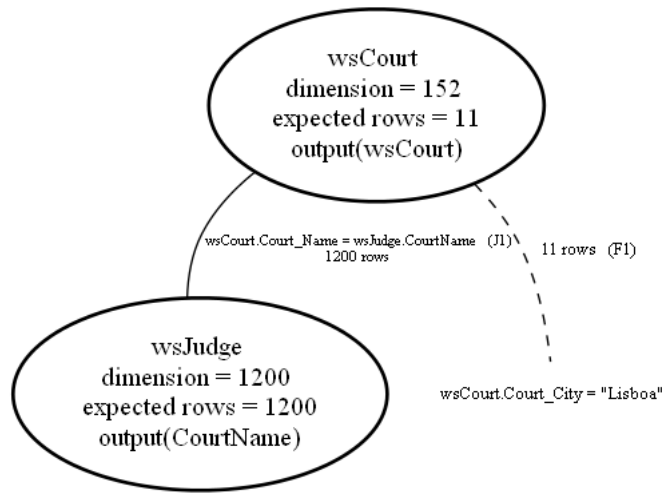 wsCourt
dimension = 152
expected rows = 11
output(wsCourt)
wsCourt.Court_Name = wsJudge.CourtName (J1)
1200 rows
11 rows (F1)
wsJudge
dimension = 1200
expected rows = 1200
output(CourtName)
wsCourt.Court_City = "Lisboa"